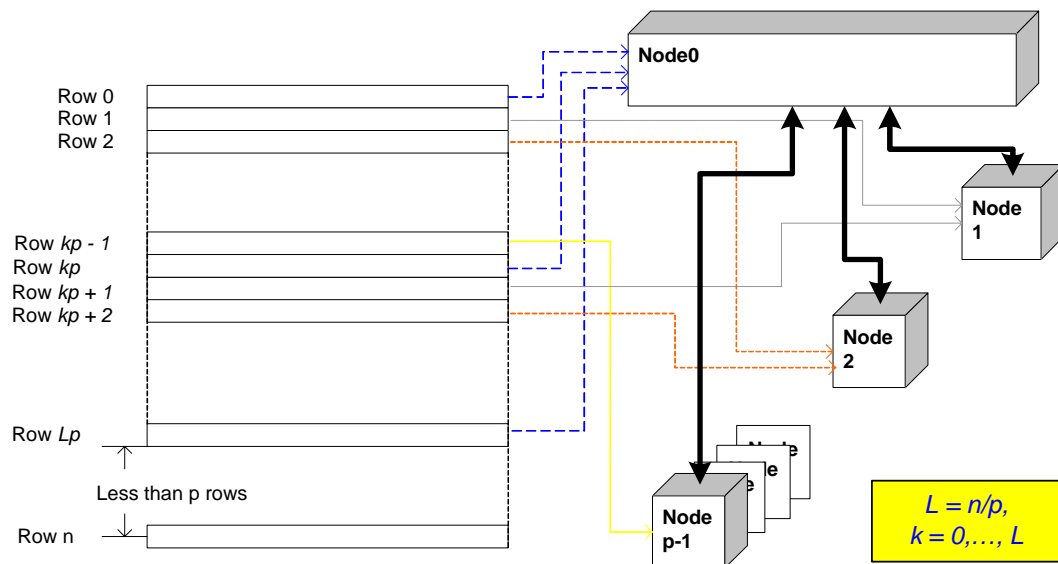 Node0
Row 0
Row 1
Row 2
Node
1
Row kp - 1
Row kp
Row kp + 1
Row kp + 2
Node
2
Row Lp
Node
Less than p rows
Row n
Node
p-1
L = n/p,
k = 0,…, L